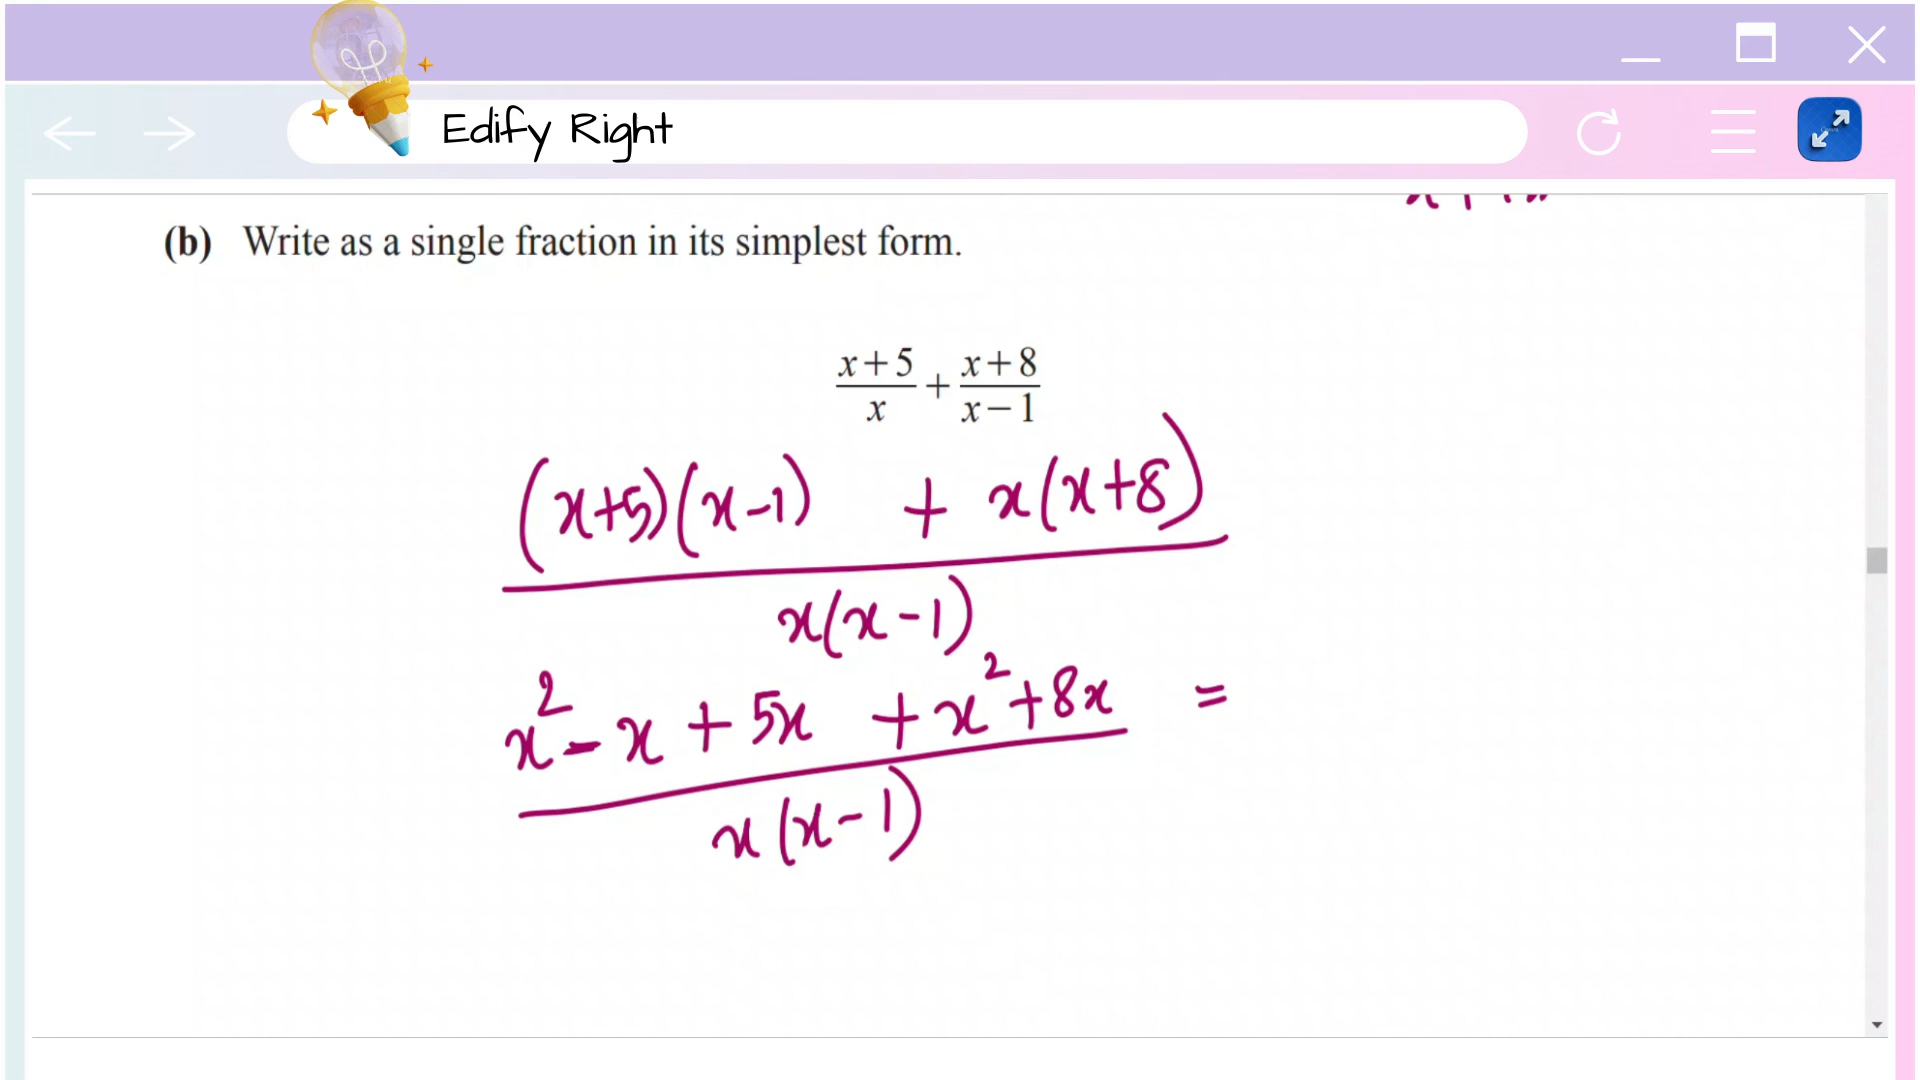 Edify Right
(b) Write as a single fraction in its simplest form.
x+5/x + x+8/x−1
(x+5)(x-1) + x(x+8)
x(x-1)
x² - x + 5x + x² + 8x =
x(x-1)